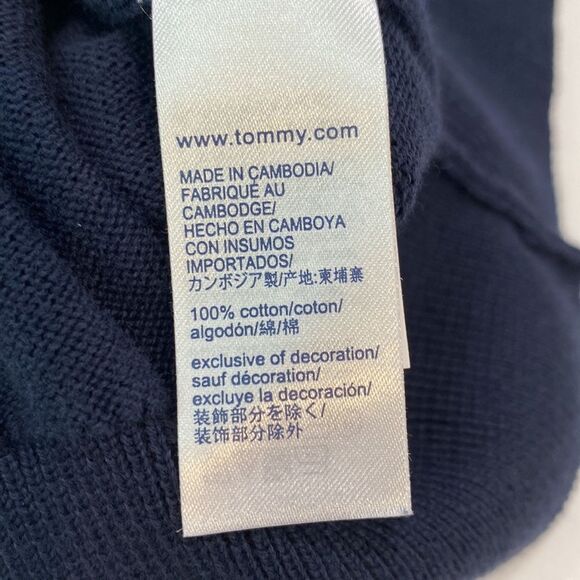 www.tommy.com
MADE IN CAMBODIA/
FABRIQUÉ AU
CAMBODGE/
HECHO EN CAMBOYA
CON INSUMOS
IMPORTADOS/
カンボジア製/产地:柬埔寨
100% cotton/coton/
algodón/綿/棉
exclusive of decoration/
sauf décoration/
excluye la decoración/
装飾部分を除く/
装饰部分除外